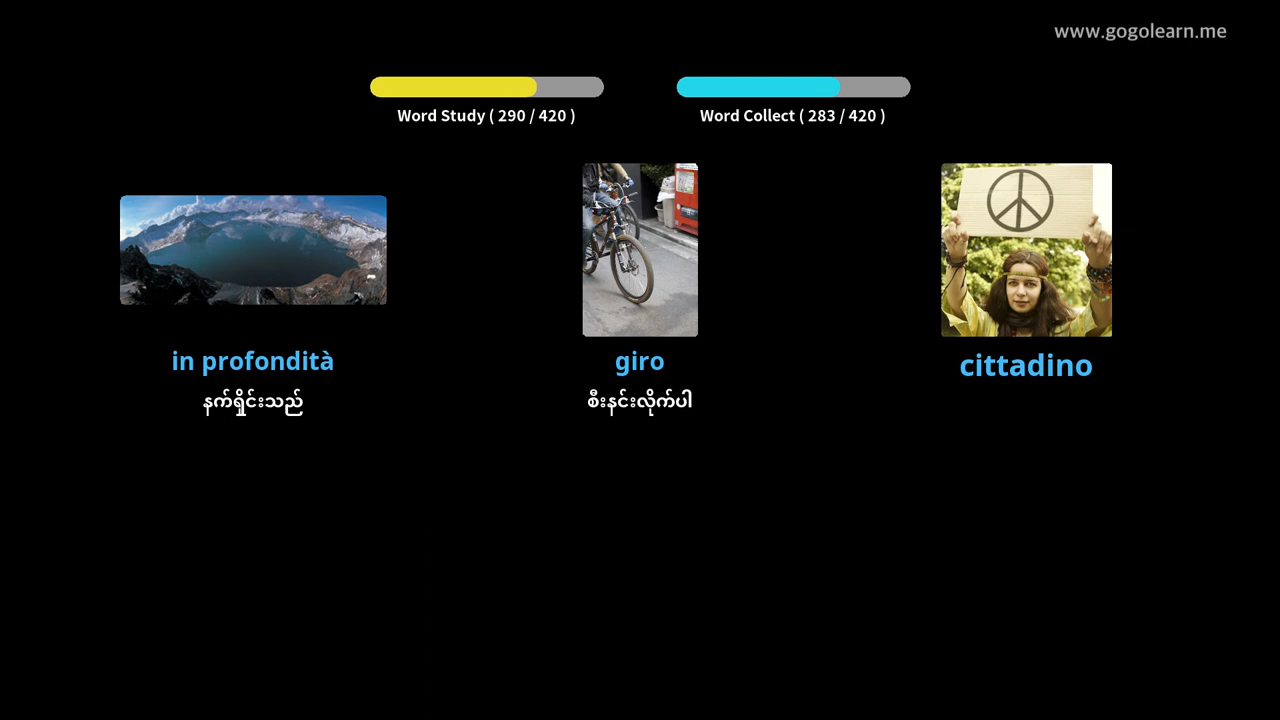 www.gogolearn.me
Word Study ( 290 / 420 )
Word Collect ( 283 / 420 )
in profondità
giro
cittadino
နက်ရှိုင်းသည်
စီးနင်းလိုက်ပါ